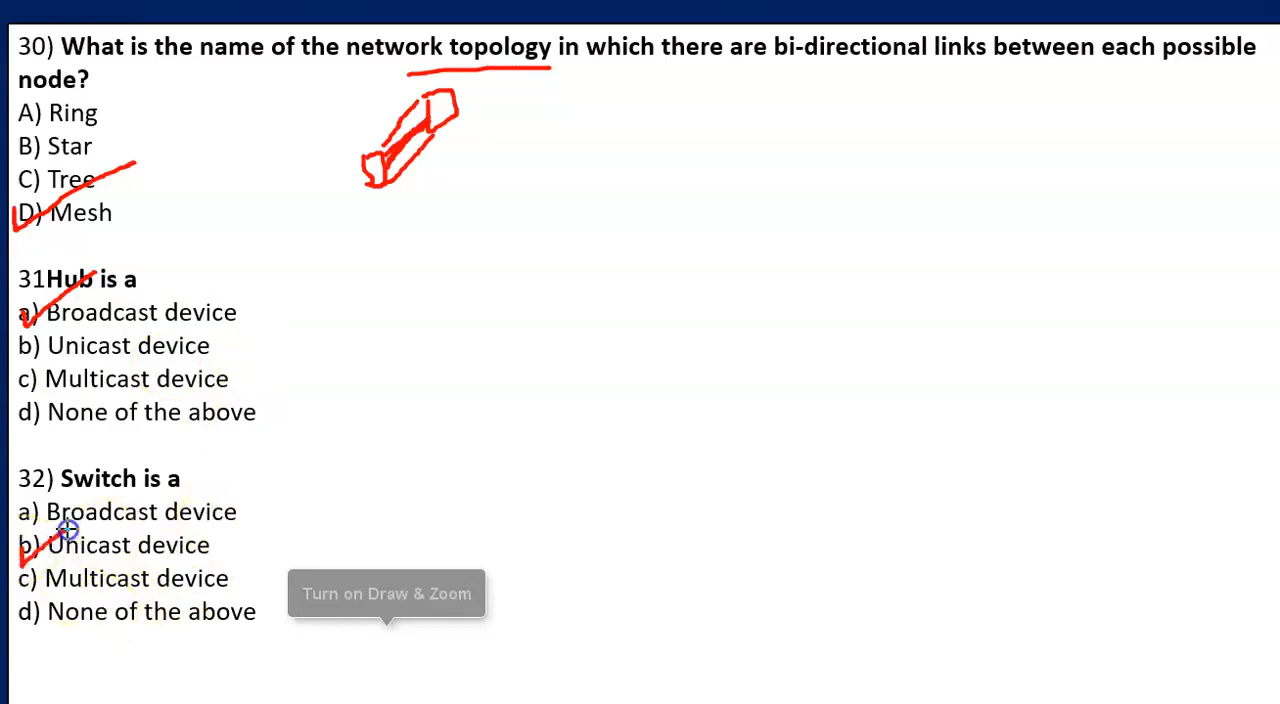 30) What is the name of the network topology in which there are bi-directional links between each possible
node?
A) Ring
B) Star
C) Tree
D) Mesh
31Hub is a
a) Broadcast device
b) Unicast device
c) Multicast device
d) None of the above
32) Switch is a
a) Broadcast device
b) Unicast device
c) Multicast device
d) None of the above
Turn on Draw & Zoom